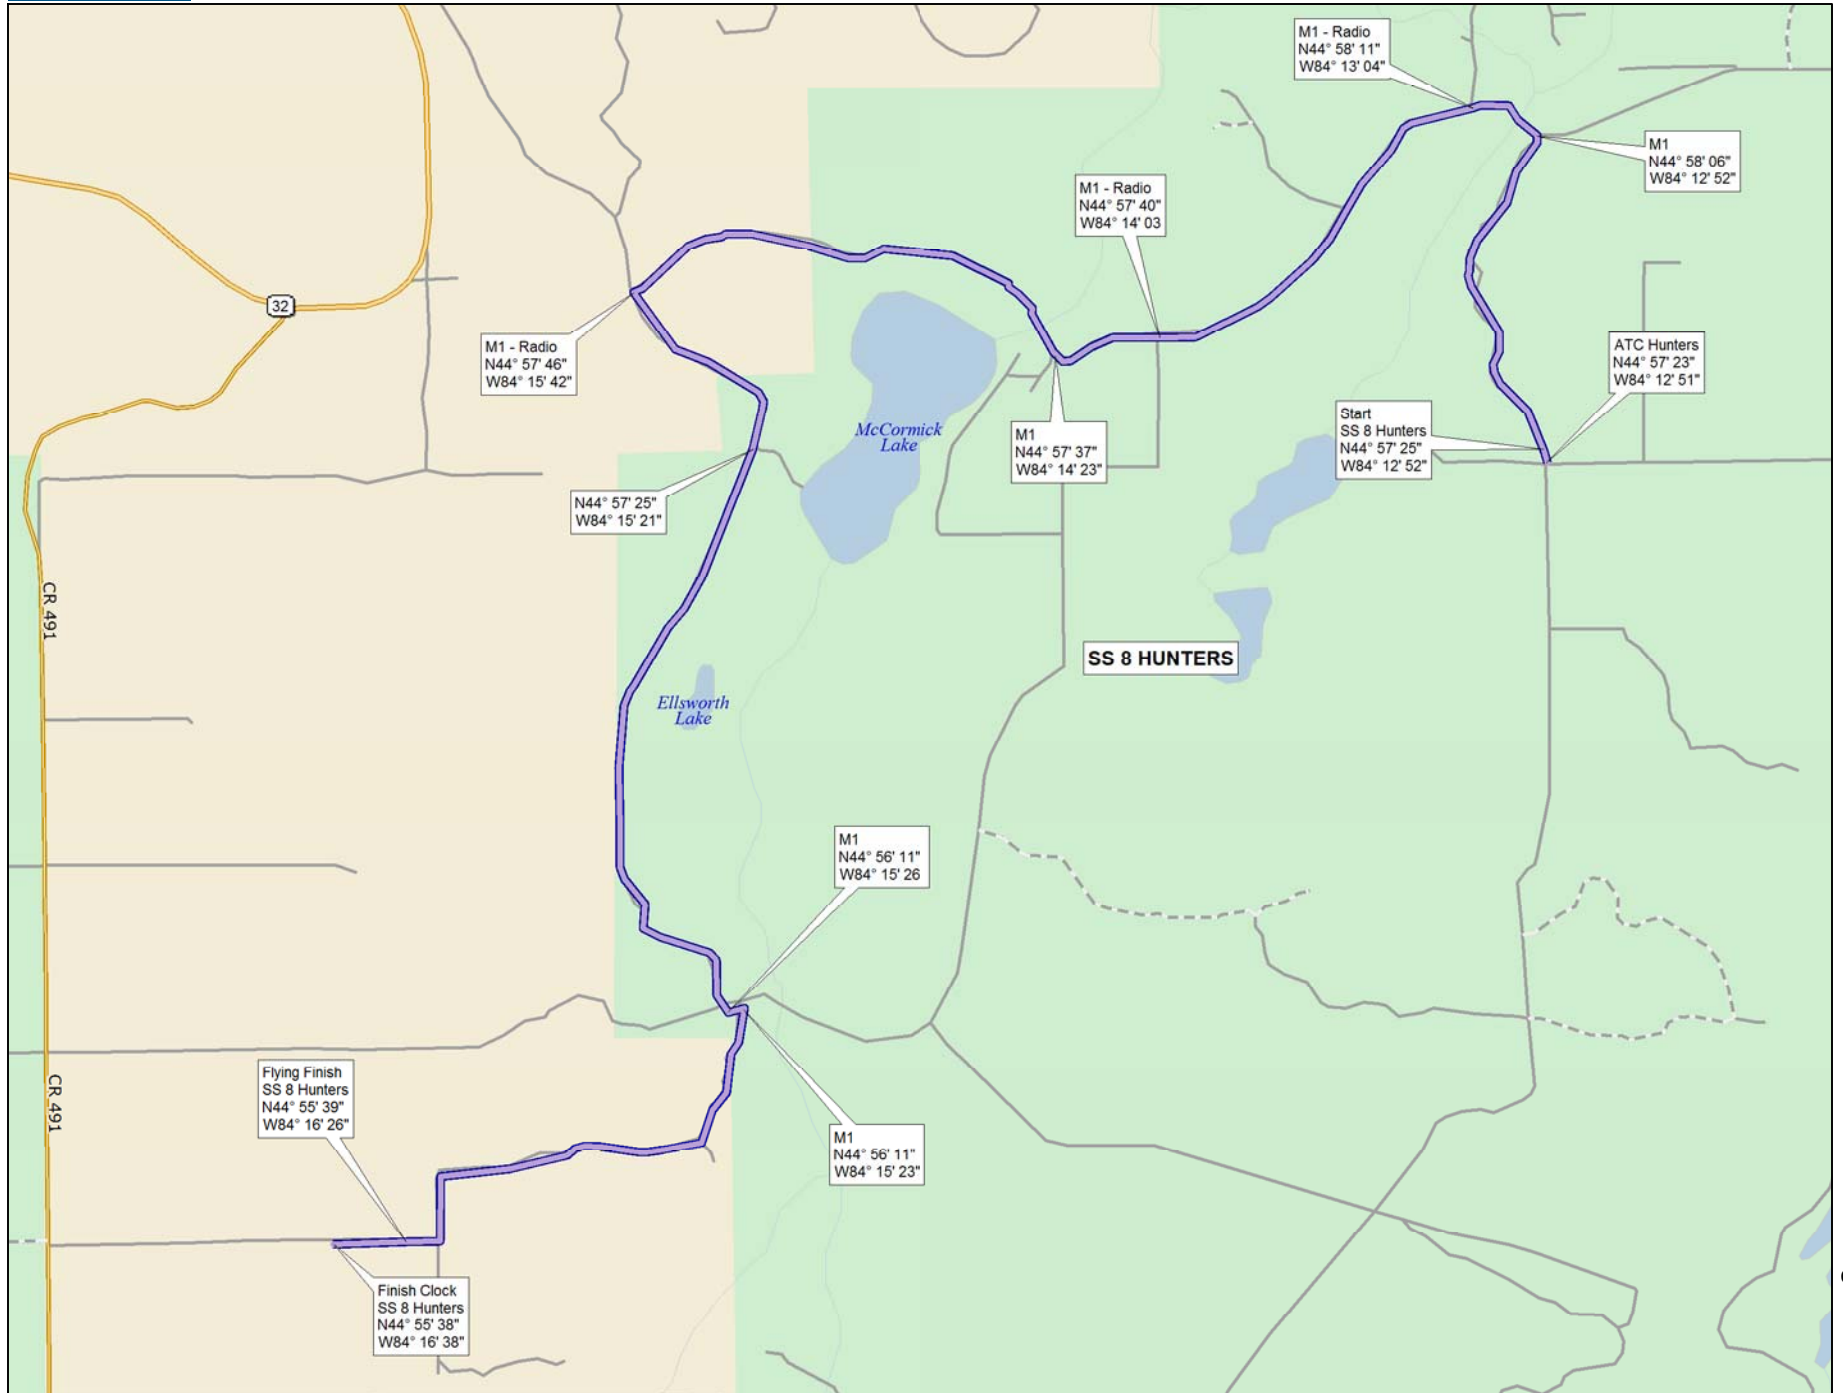 M1 - Radio
N44° 58' 11"
W84° 13' 04"
M1
N44° 58' 06"
W84° 12' 52"
M1 - Radio
N44° 57' 40"
W84° 14' 03
32
M1 - Radio
N44° 57' 46"
W84° 15' 42"
ATC Hunters
N44° 57' 23"
W84° 12' 51"
Start
SS 8 Hunters
N44° 57' 25"
W84° 12' 52"
McCormick
Lake
M1
N44° 57' 37"
W84° 14' 23"
N44° 57' 25"
W84° 15' 21"
CR 491
SS 8 HUNTERS
Ellsworth
Lake
M1
N44° 56' 11"
W84° 15' 26
Flying Finish
SS 8 Hunters
N44° 55' 39"
W84° 16' 26"
CR 491
M1
N44° 56' 11"
W84° 15' 23"
Finish Clock
SS 8 Hunters
N44° 55' 38"
W84° 16' 38"